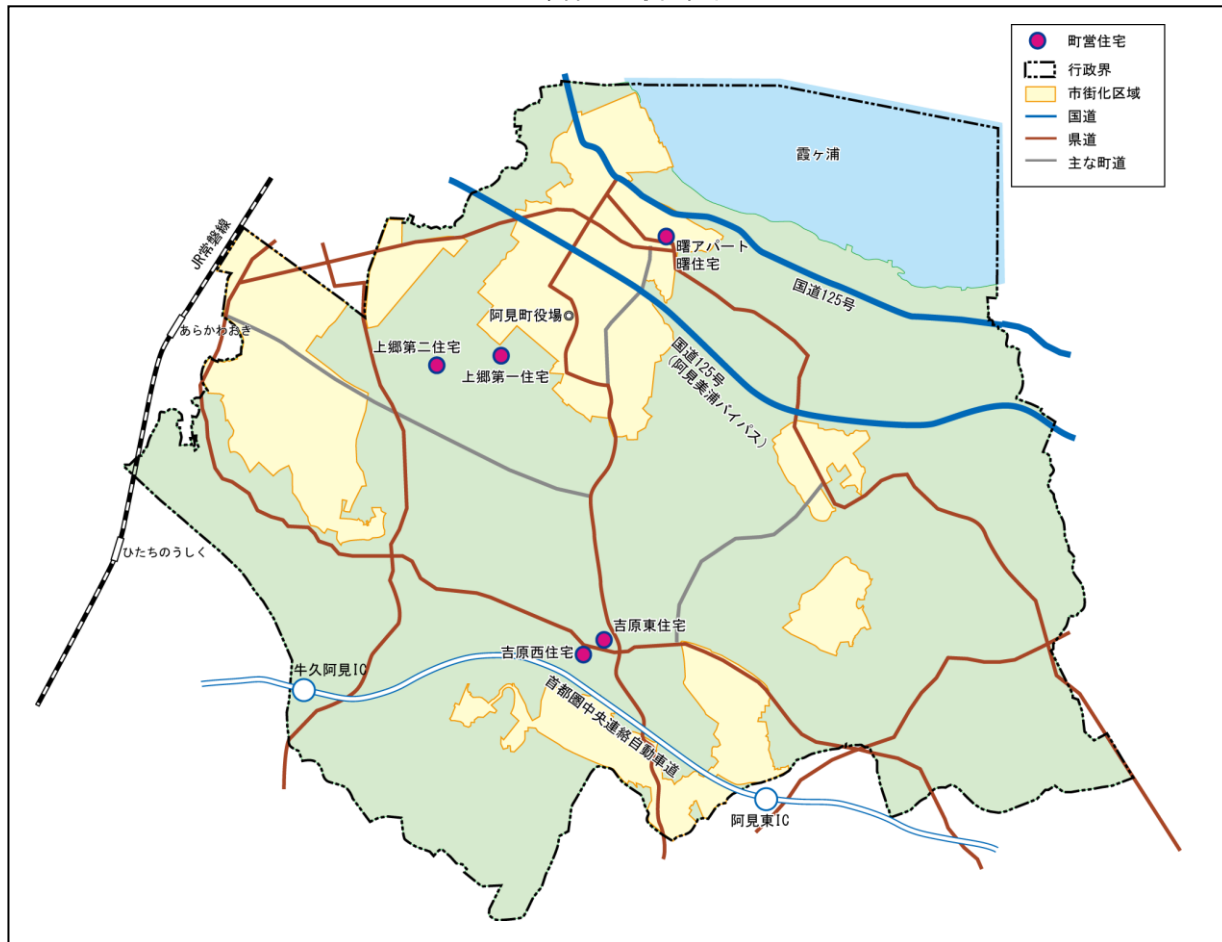 町営住宅
行政界
市街化区域
国道
県道
主な町道
霞ヶ浦
JR常磐線
曙アパート
曙住宅
国道125号
阿見町役場
あらかわおき
上郷第二住宅
上郷第一住宅
国道125号
（阿見美浦バイパス）
ひたちのうしく
吉原東住宅
吉原西住宅
牛久阿見IC
首都圏中央連絡自動車道
阿見東IC